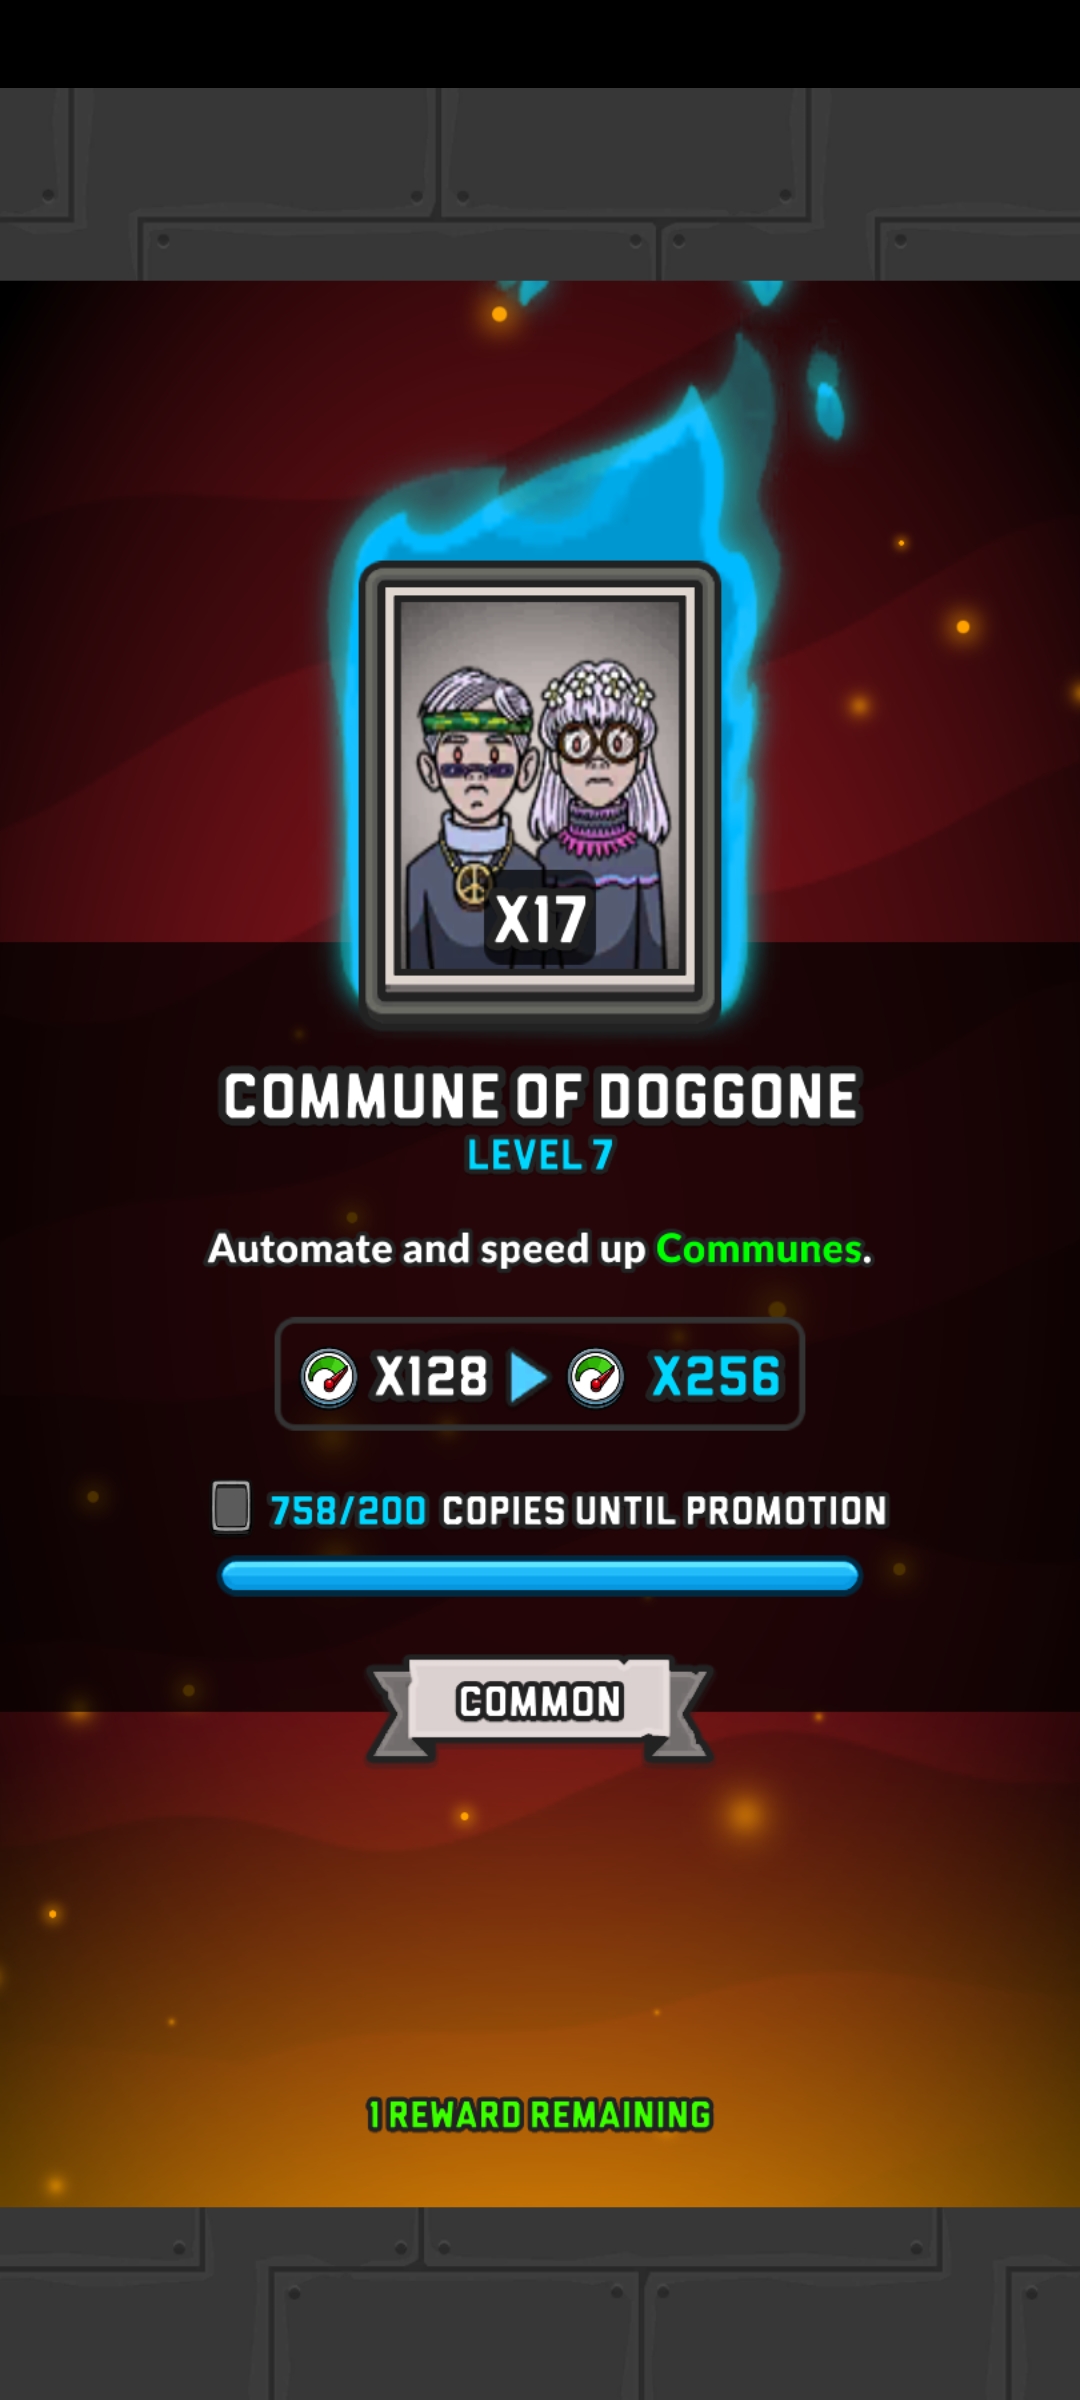 X17
COMMUNE OF DOGGONE
LEVEL 7
Automate and speed up Communes.
X128 X256
758/200 COPIES UNTIL PROMOTION
COMMON
1 REWARD REMAINING